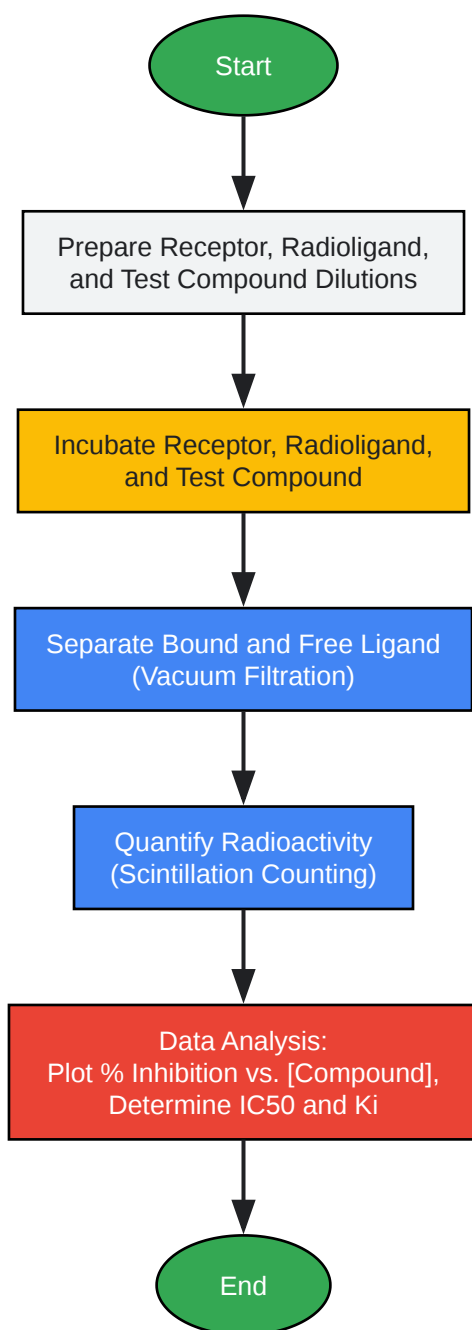 Start
Prepare Receptor, Radioligand,
and Test Compound Dilutions
Incubate Receptor, Radioligand,
and Test Compound
Separate Bound and Free Ligand
(Vacuum Filtration)
Quantify Radioactivity
(Scintillation Counting)
Data Analysis:
Plot % Inhibition vs. [Compound],
Determine IC50 and Ki
End